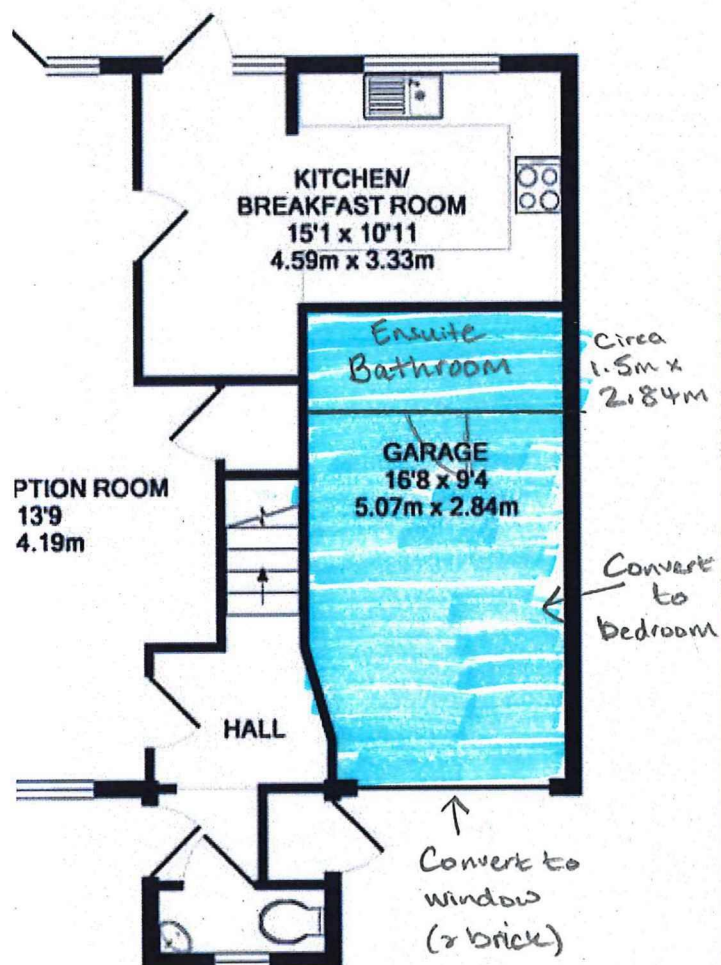 KITCHEN/
BREAKFAST ROOM
15'1 x 10'11
4.59m x 3.33m
Ensuite
Bathroom
Circa
1.5m x
2.84m
GARAGE
16'8 x 9'4
5.07m x 2.84m
PTION ROOM
13'9
4.19m
Convert
to
bedroom
HALL
Convert to
window
(& brick)